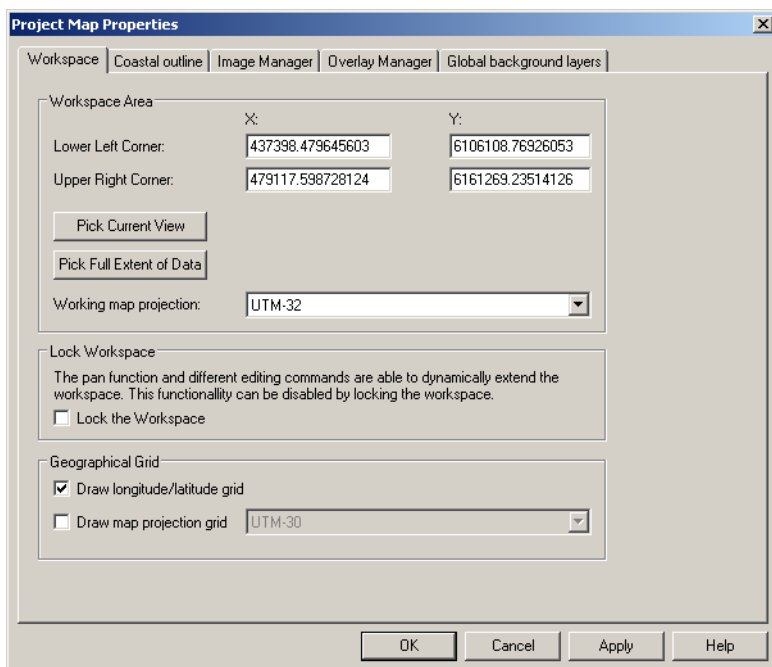 Project Map Properties
Workspace Coastal outline Image Manager Overlay Manager Global background layers
Workspace Area
X: Y:
Lower Left Corner: 437398.479645603 6106108.76926053
Upper Right Corner: 479117.598728124 6161269.23514126
Pick Current View
Pick Full Extent of Data
Working map projection: UTM-32
Lock Workspace
The pan function and different editing commands are able to dynamically extend the
workspace. This functionallity can be disabled by locking the workspace.
Lock the Workspace
Geographical Grid
Draw longitude/latitude grid
Draw map projection grid UTM-30
OK Cancel Apply Help